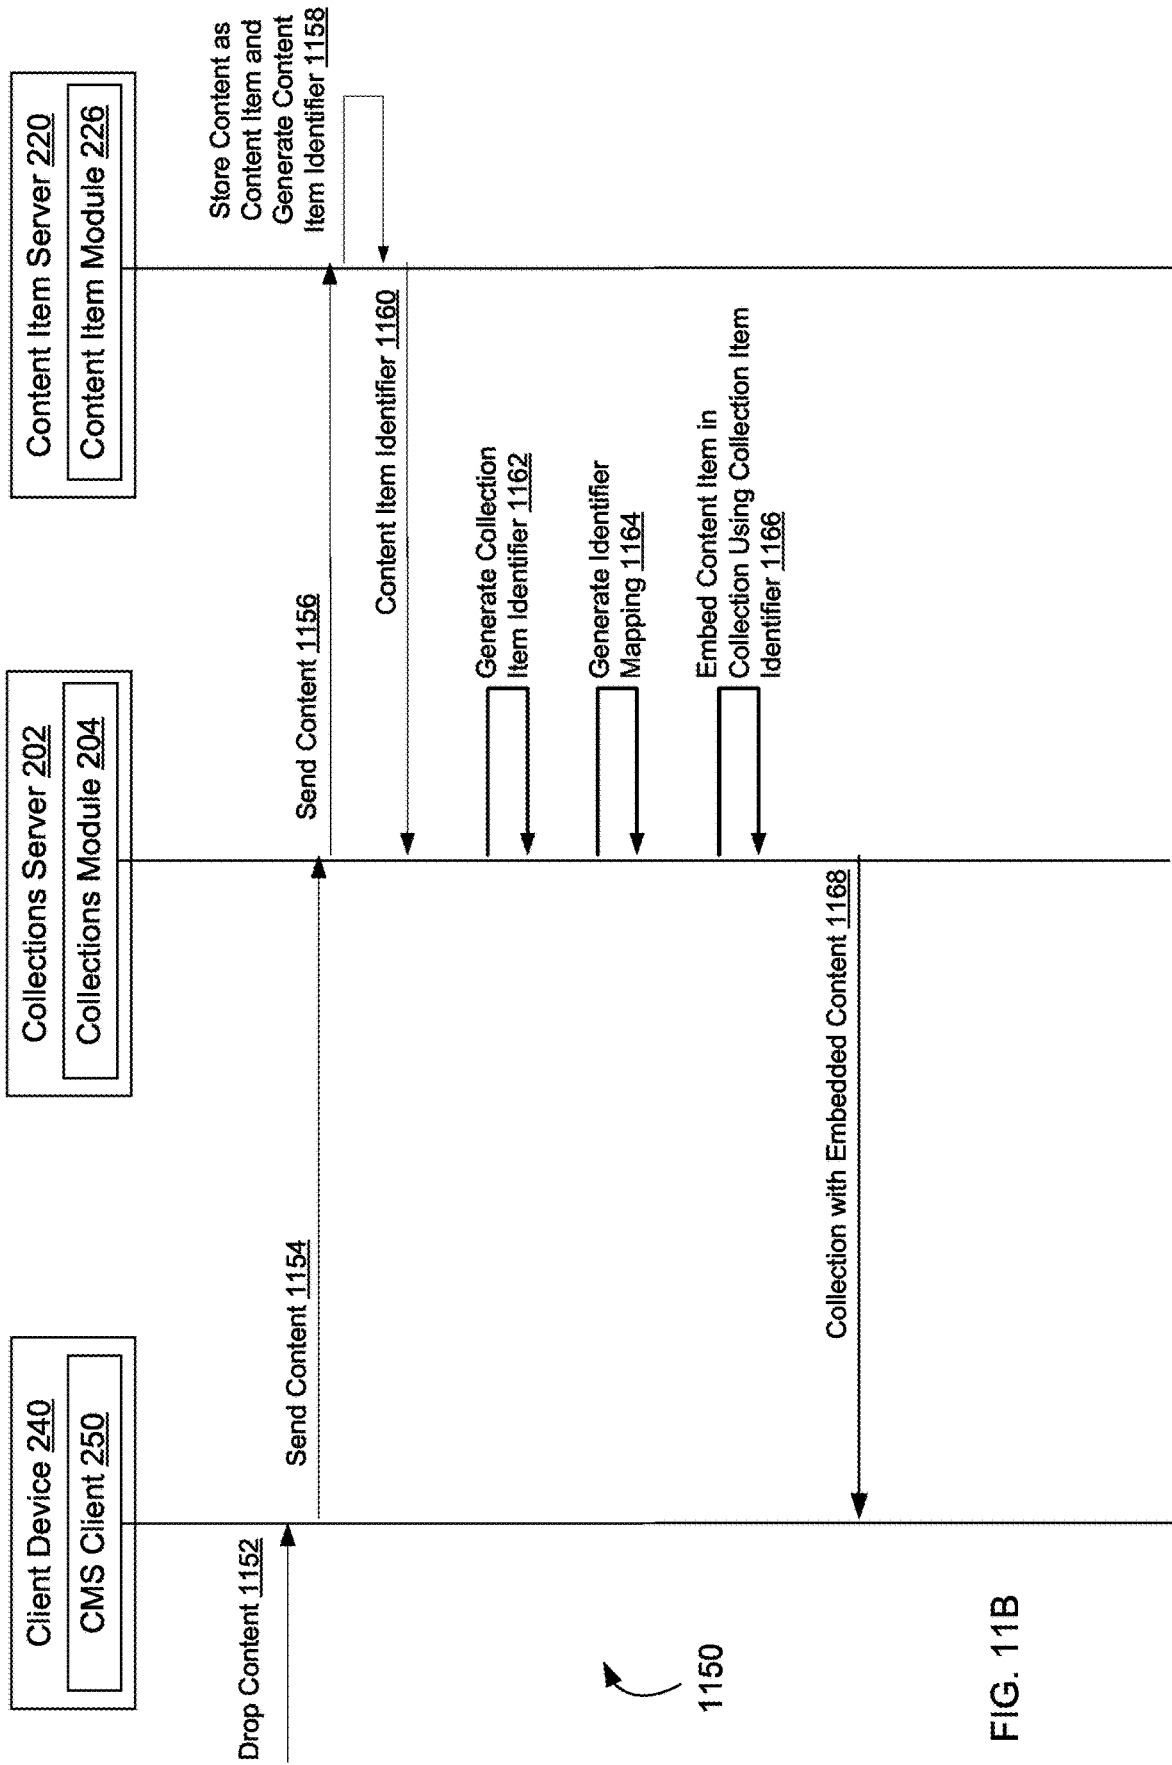 Client Device 240
CMS Client 250
Collections Server 202
Collections Module 204
Content Item Server 220
Content Item Module 226
Drop Content 1152
Send Content 1154
Send Content 1156
Store Content as
Content Item and
Generate Content
Item Identifier 1158
Content Item Identifier 1160
Generate Collection
Item Identifier 1162
Generate Identifier
Mapping 1164
Embed Content Item in
Collection Using Collection Item
Identifier 1166
Collection with Embedded Content 1168
1150
FIG. 11B